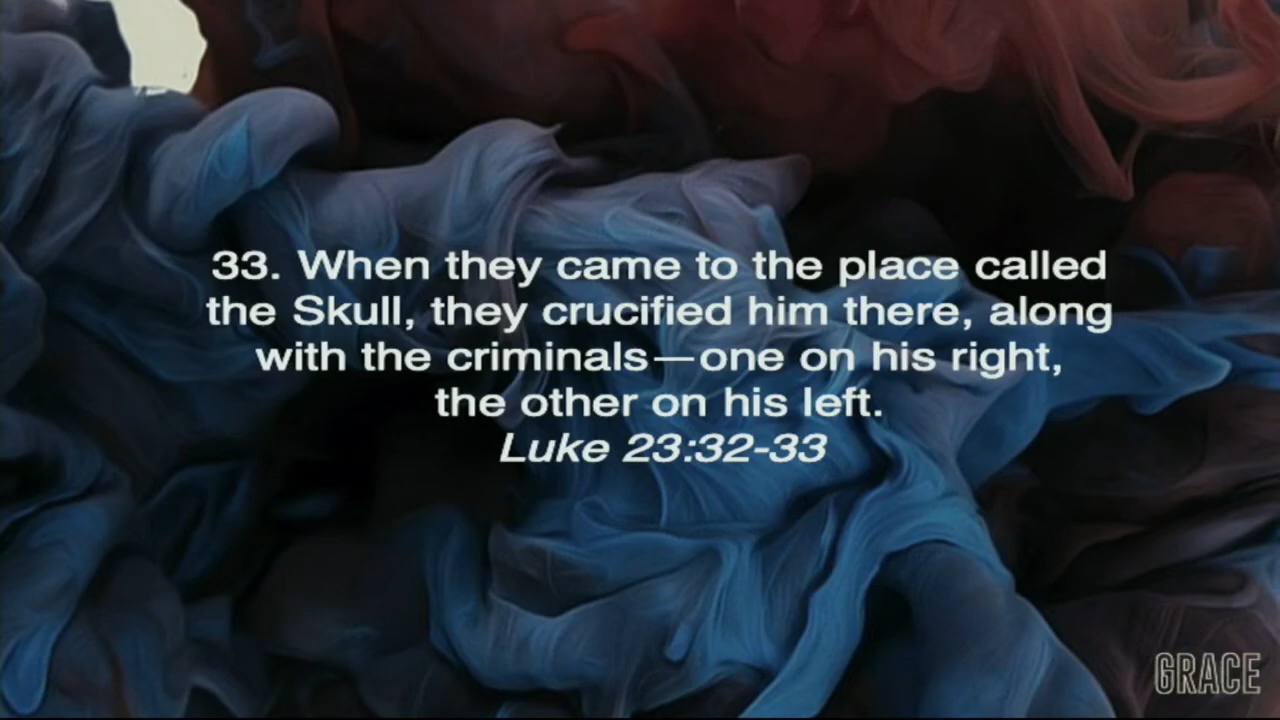 33. When they came to the place called
the Skull, they crucified him there, along
with the criminals—one on his right,
the other on his left.
Luke 23:32-33
GRACE